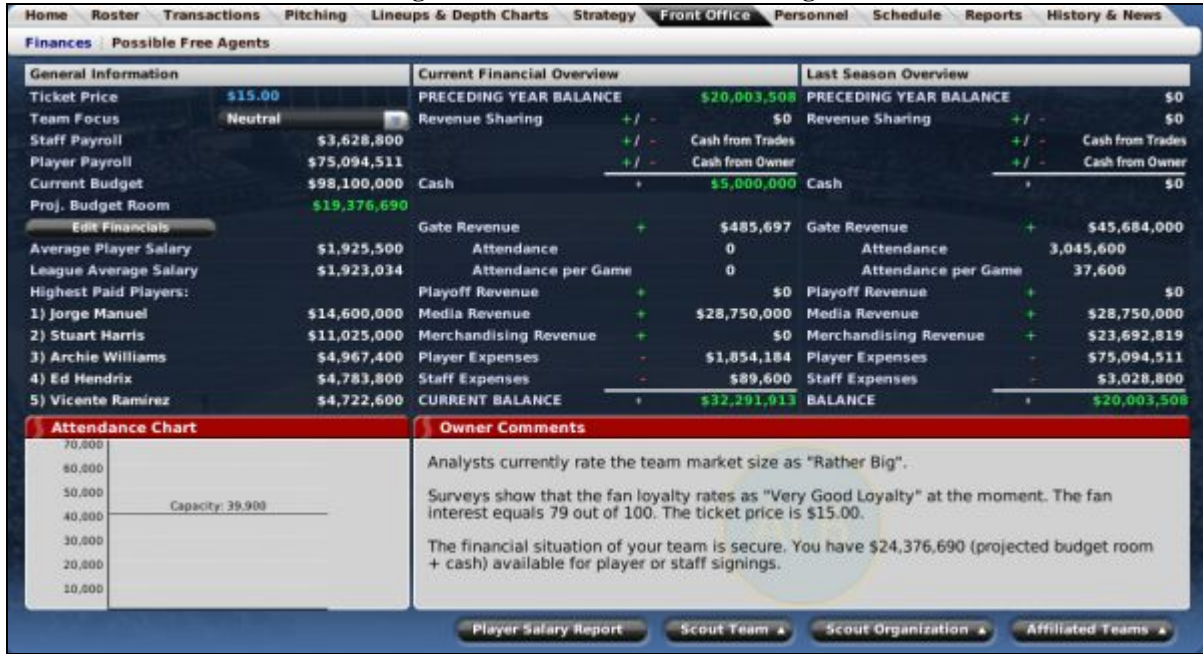 Home Roster Transactions Pitching Lineups & Depth Charts Strategy Front Office Personnel Schedule Reports History & News
Finances Possible Free Agents
General Information
Ticket Price $15.00
Team Focus Neutral
Staff Payroll $3,628,800
Player Payroll $75,094,511
Current Budget $98,100,000
Proj. Budget Room $19,376,690
Edit Financials
Average Player Salary $1,925,500
League Average Salary $1,923,034
Highest Paid Players:
1) Jorge Manuel $14,600,000
2) Stuart Harris $11,025,000
3) Archie Williams $4,967,400
4) Ed Hendrix $4,783,800
5) Vicente Ramirez $4,722,600
Current Financial Overview
PRECEDING YEAR BALANCE $20,003,508
Revenue Sharing +/- $0
+/- Cash from Trades
+/- Cash from Owner
Cash $5,000,000
Gate Revenue + $485,697
Attendance 0
Attendance per Game 0
Playoff Revenue + $0
Media Revenue + $28,750,000
Merchandising Revenue + $0
Player Expenses - $1,854,184
Staff Expenses - $89,600
CURRENT BALANCE $32,291,913
Last Season Overview
PRECEDING YEAR BALANCE $0
Revenue Sharing +/- $0
+/- Cash from Trades
+/- Cash from Owner
Cash $0
Gate Revenue + $45,684,000
Attendance 3,045,600
Attendance per Game 37,600
Playoff Revenue + $0
Media Revenue + $28,750,000
Merchandising Revenue + $23,692,819
Player Expenses - $75,094,511
Staff Expenses - $3,028,800
BALANCE $20,003,508
Attendance Chart
70,000
60,000
50,000
Capacity: 39,900
40,000
30,000
20,000
10,000
Owner Comments
Analysts currently rate the team market size as "Rather Big".
Surveys show that the fan loyalty rates as "Very Good Loyalty" at the moment. The fan
interest equals 79 out of 100. The ticket price is $15.00.
The financial situation of your team is secure. You have $24,376,690 (projected budget room
+ cash) available for player or staff signings.
Player Salary Report Scout Team Scout Organization Affiliated Teams